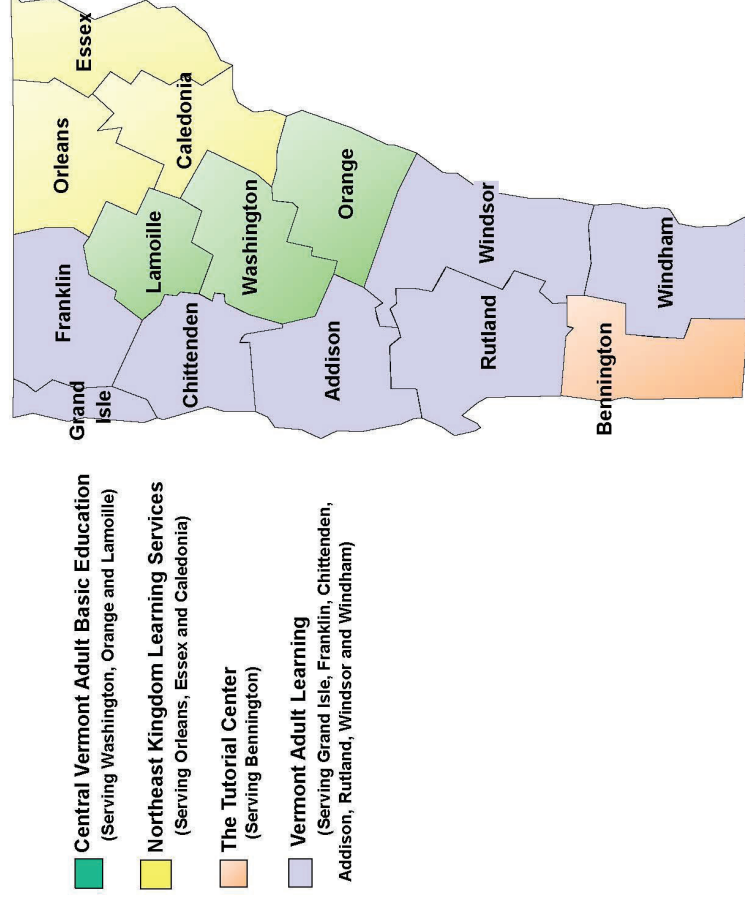 Central Vermont Adult Basic Education
(Serving Washington, Orange and Lamoille)
Northeast Kingdom Learning Services
(Serving Orleans, Essex and Caledonia)
The Tutorial Center
(Serving Bennington)
Vermont Adult Learning
(Serving Grand Isle, Franklin, Chittenden,
Addison, Rutland, Windsor and Windham)
Grand
Isle
Franklin
Orleans
Essex
Chittenden
Lamoille
Caledonia
Washington
Addison
Orange
Rutland
Windsor
Bennington
Windham